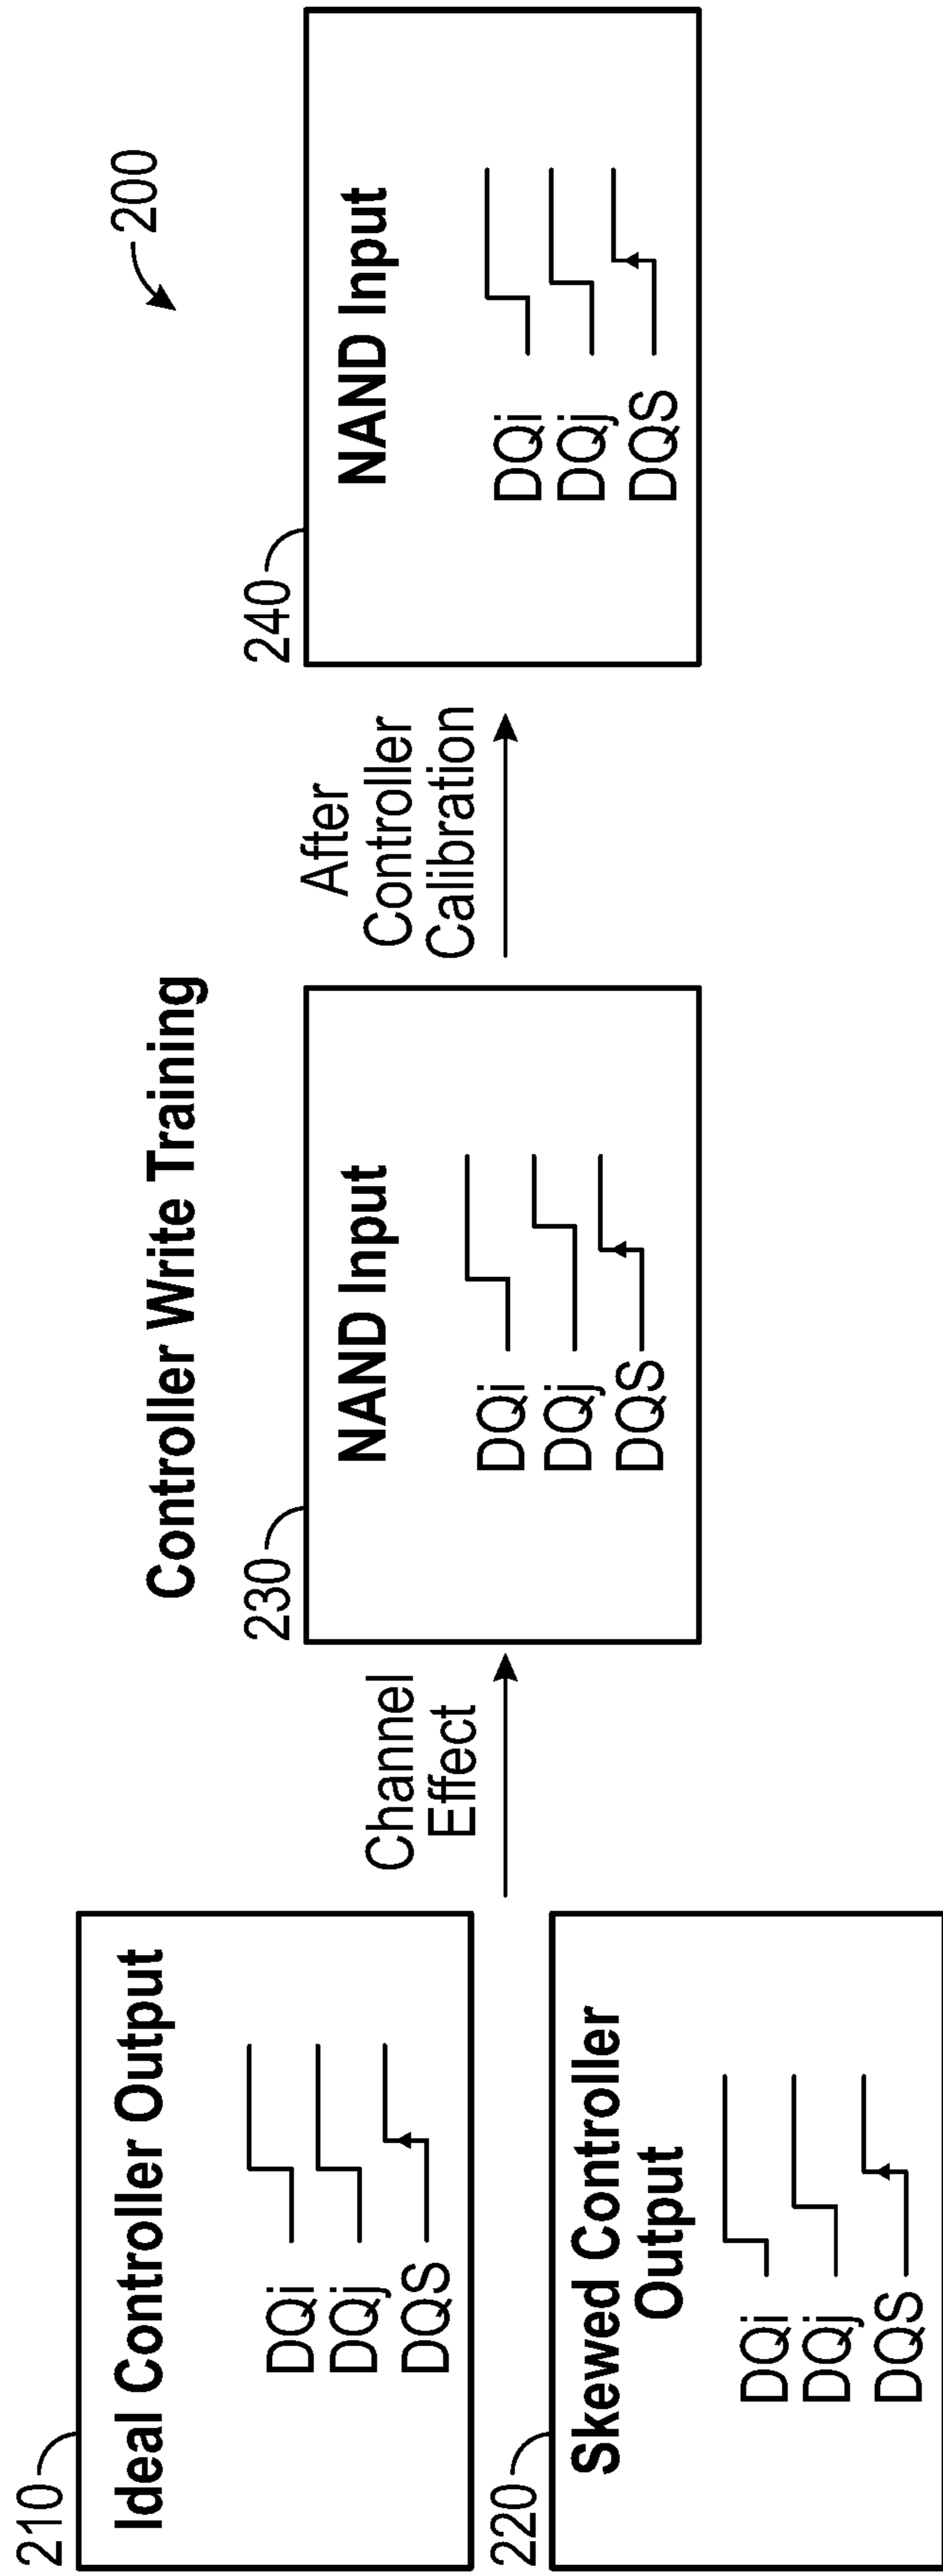 Controller Write Training
200
210
Ideal Controller Output
DQi
DQj
DQS
220
Skewed Controller
Output
DQi
DQj
DQS
Channel
Effect
230
NAND Input
DQi
DQj
DQS
After
Controller
Calibration
240
NAND Input
DQi
DQj
DQS